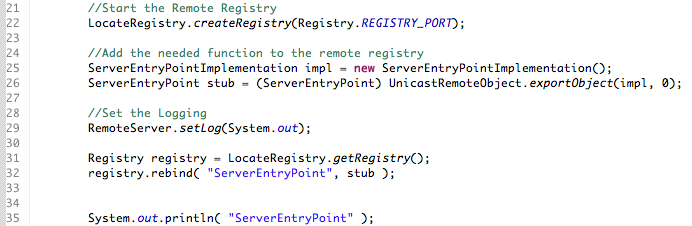 21 //Start the Remote Registry
22 LocateRegistry.createRegistry(Registry.REGISTRY_PORT);
23
24 //Add the needed function to the remote registry
25 ServerEntryPointImplementation impl = new ServerEntryPointImplementation();
26 ServerEntryPoint stub = (ServerEntryPoint) UnicastRemoteObject.exportObject(impl, 0);
27
28 //Set the Logging
29 RemoteServer.setLog(System.out);
30
31 Registry registry = LocateRegistry.getRegistry();
32 registry.rebind( "ServerEntryPoint", stub );
33
34
35 System.out.println( "ServerEntryPoint" );